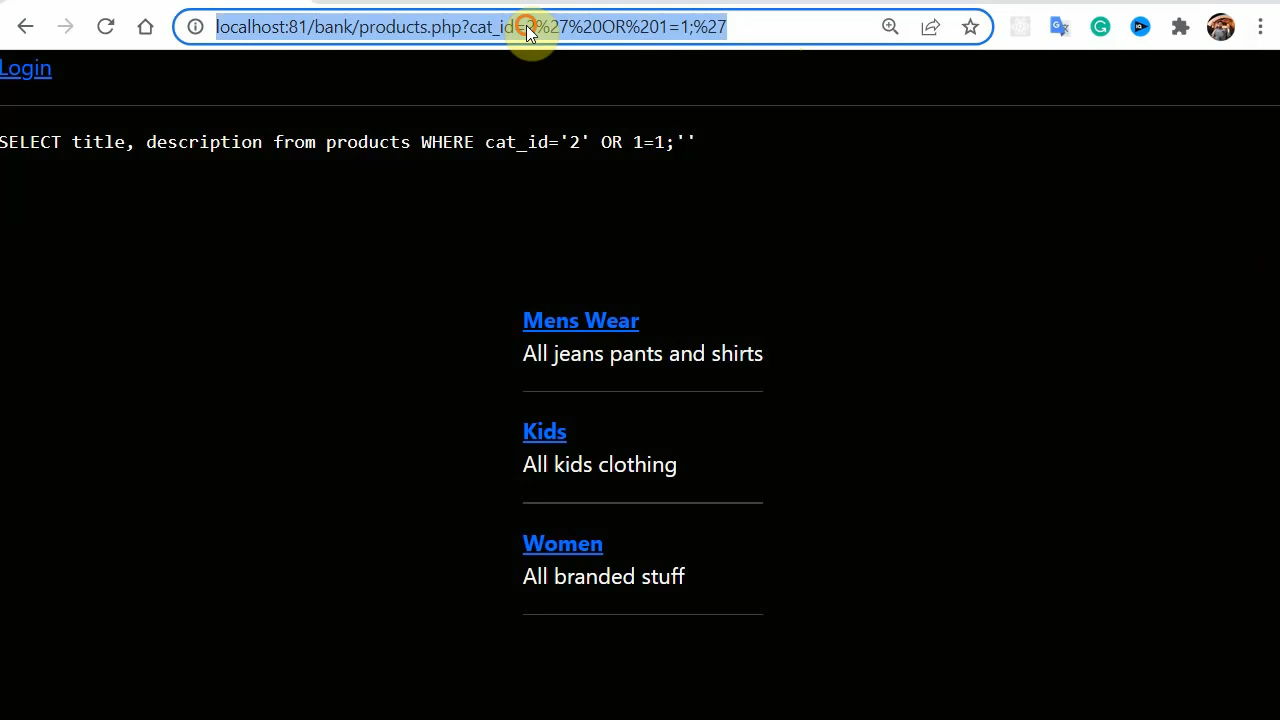 localhost:81/bank/products.php?cat_id=2%27%20OR%201=1;%27
Login
SELECT title, description from products WHERE cat_id='2' OR 1=1;''
Mens Wear
All jeans pants and shirts
Kids
All kids clothing
Women
All branded stuff